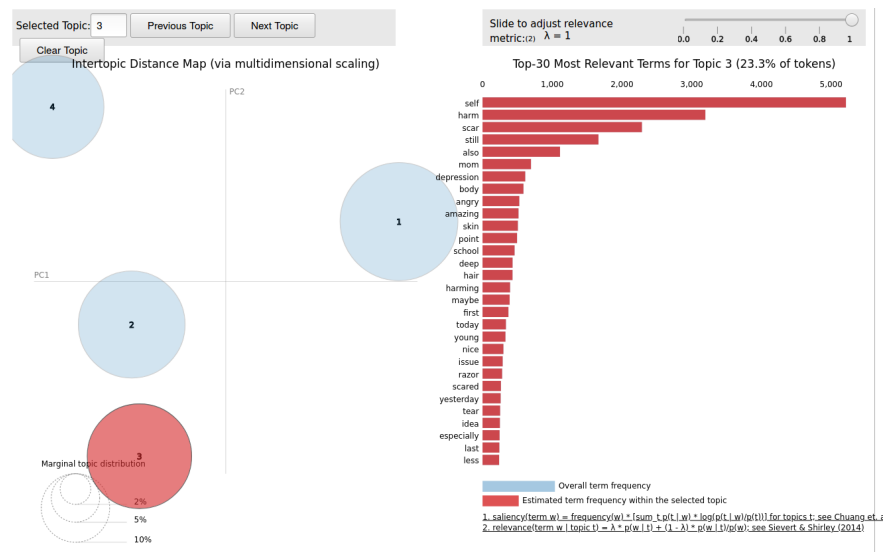 Selected Topic: 3 Previous Topic Next Topic
Clear Topic
Slide to adjust relevance
metric:(2) λ = 1
0.0 0.2 0.4 0.6 0.8 1
Intertopic Distance Map (via multidimensional scaling)
PC2
PC1
4
1
2
3
Marginal topic distribution
2%
5%
10%
Top-30 Most Relevant Terms for Topic 3 (23.3% of tokens)
0 1,000 2,000 3,000 4,000 5,000
self
harm
scar
still
also
mom
depression
body
angry
amazing
skin
point
school
deep
hair
harming
maybe
first
today
young
nice
issue
razor
scared
yesterday
tear
idea
especially
last
less
Overall term frequency
Estimated term frequency within the selected topic
1. saliency(term w) = frequency(w) * [sum_t p(t | w) * log(p(t | w)/p(t))] for topics t; see Chuang et. a
2. relevance(term w | topic t) = λ * p(w | t) + (1 - λ) * p(w | t)/p(w); see Sievert & Shirley (2014)